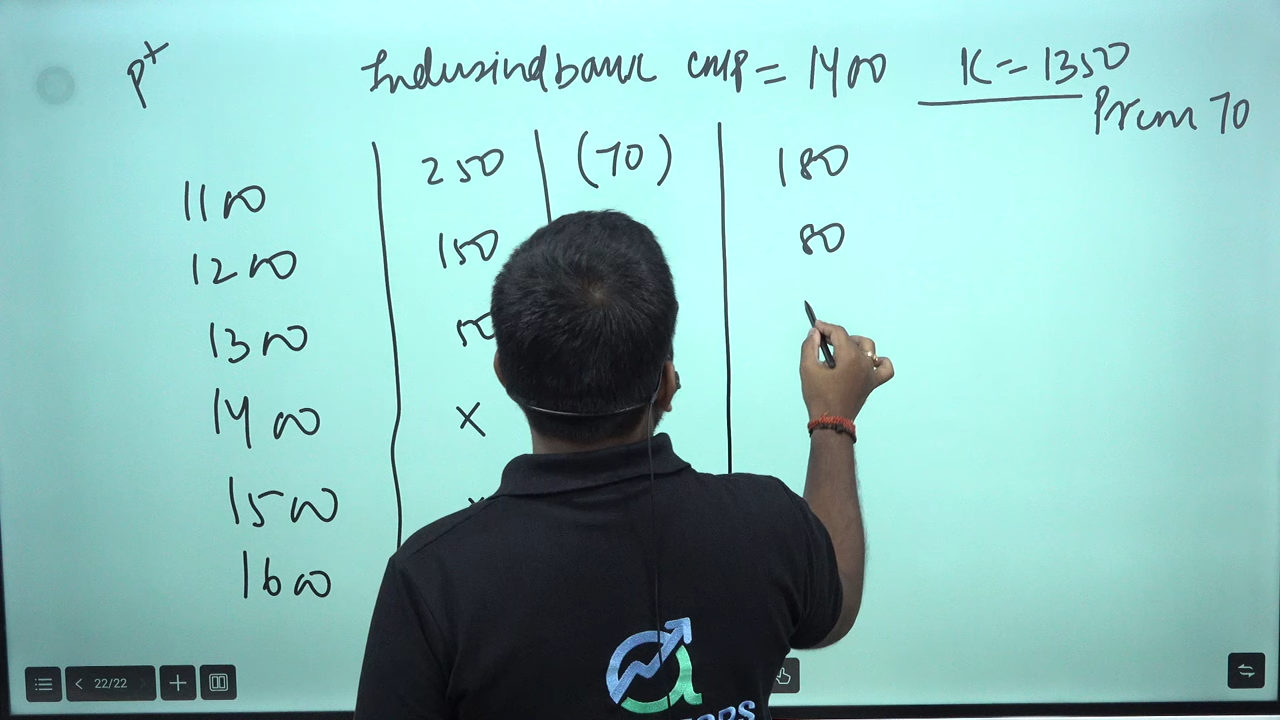 P+ Indusindbank CMP = 1400 K = 1350
Prem 70
1100 250 (70) 180
1200 150 80
1300 50
1400 X
1500
1600
22/22